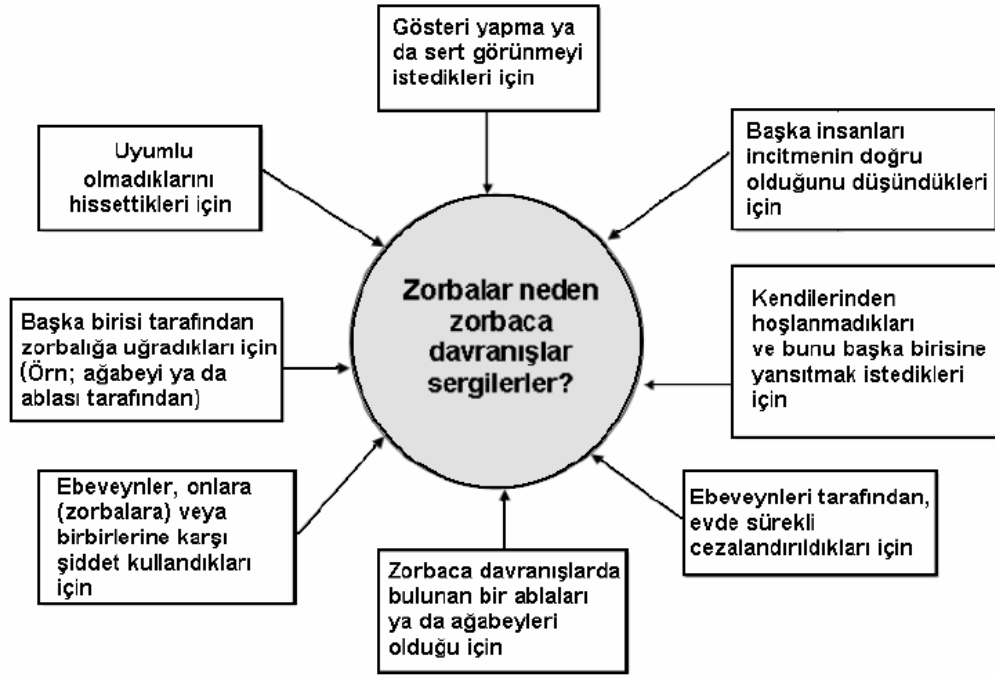 Gösteri yapma ya
da sert görünmeyi
istedikleri için
Uyumlu
olmadıklarını
hissettikleri için
Başka insanları
incitmenin doğru
olduğunu düşündükleri
için
Zorbalar neden
zorbaca
davranışlar
sergilerler?
Başka birisi tarafından
zorbalığa uğradıkları için
(Örn; ağabeyi ya da
ablası tarafından)
Kendilerinden
hoşlanmadıkları
ve bunu başka birisine
yansıtmak istedikleri
için
Ebeveynler, onlara
(zorbalara) veya
birbirlerine karşı
şiddet kullandıkları
için
Zorbaca davranışlarda
bulunan bir ablaları
ya da ağabeyleri
olduğu için
Ebeveynleri tarafından,
evde sürekli
cezalandırıldıkları için